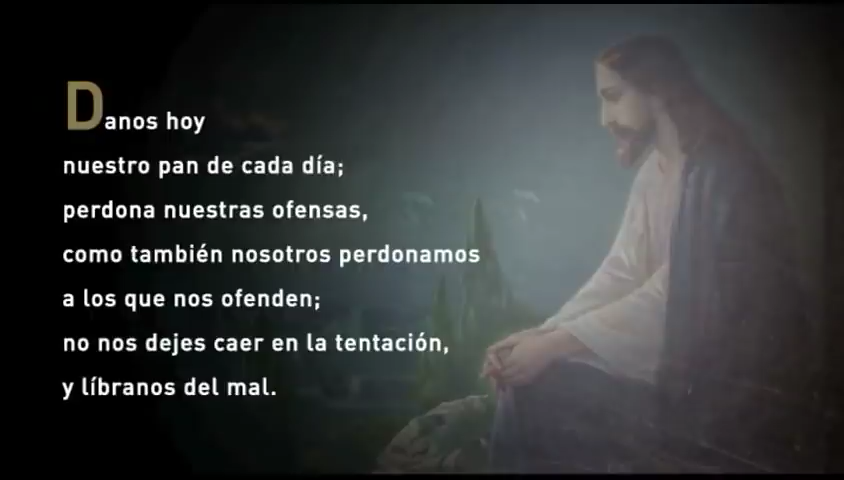 Danos hoy
nuestro pan de cada día;
perdona nuestras ofensas,
como también nosotros perdonamos
a los que nos ofenden;
no nos dejes caer en la tentación,
y líbranos del mal.